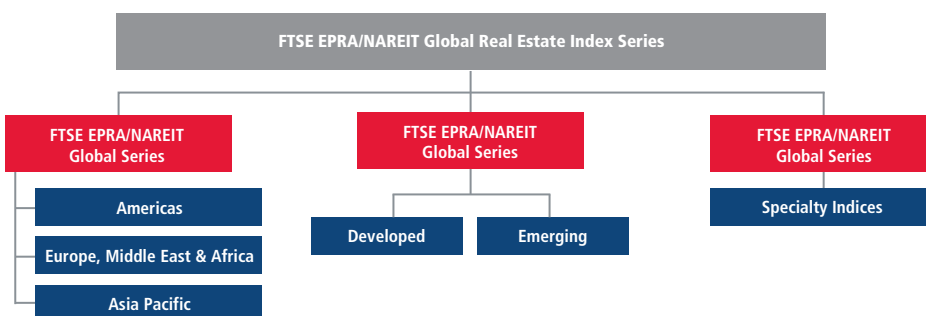 FTSE EPRA/NAREIT Global Real Estate Index Series
FTSE EPRA/NAREIT
Global Series
Americas
Europe, Middle East & Africa
Asia Pacific
FTSE EPRA/NAREIT
Global Series
Developed
Emerging
FTSE EPRA/NAREIT
Global Series
Specialty Indices